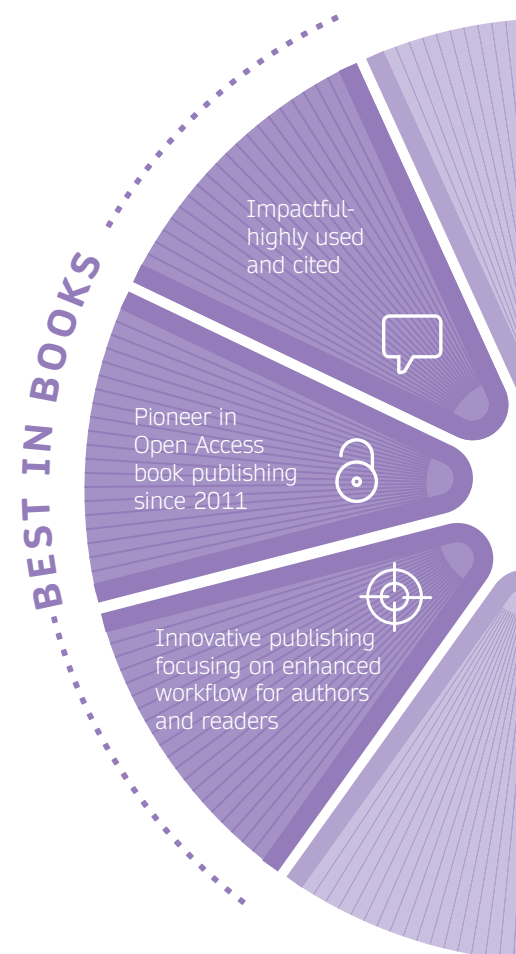 BEST IN BOOKS
Impactful-
highly used
and cited
Pioneer in
Open Access
book publishing
since 2011
Innovative publishing
focusing on enhanced
workflow for authors
and readers